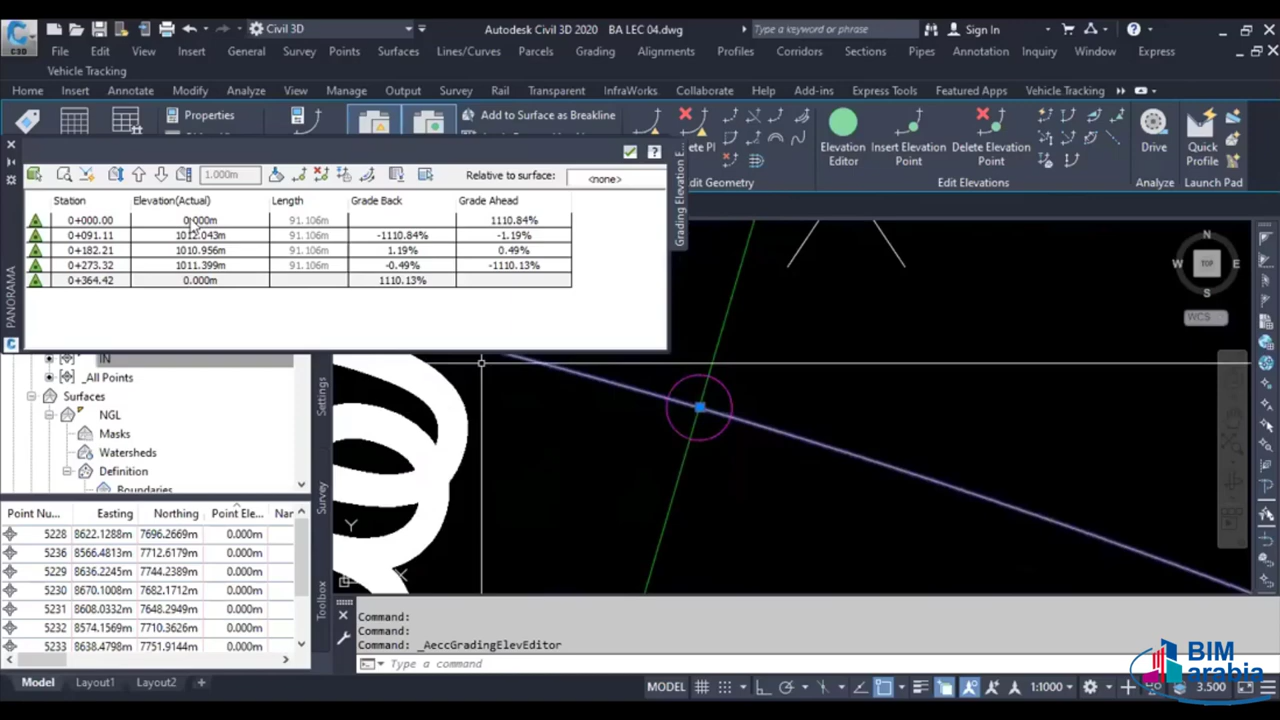 Civil 3D
Autodesk Civil 3D 2020 BA LEC 04.dwg
Type a keyword or phrase
Sign In
File Edit View Insert General Survey Points Surfaces Lines/Curves Parcels Grading Alignments Profiles Corridors Sections Pipes Annotation Inquiry Window Express
Vehicle Tracking
Home Insert Annotate Modify Analyze View Manage Output Survey Rail Transparent InfraWorks Collaborate Help Add-ins Express Tools Featured Apps Vehicle Tracking
Properties
Add to Surface as Breakline
PI
Elevation Editor
Insert Elevation Point
Delete Elevation Point
Drive
Quick Profile
Edit Geometry
Edit Elevations
Analyze
Launch Pad
1.000m
Relative to surface: <none>
Grading Elevation E...
PANORAMA
Station Elevation(Actual) Length Grade Back Grade Ahead
0+000.00 0.000m 91.106m 1110.84%
0+091.11 1012.043m 91.106m -1110.84% -1.19%
0+182.21 1010.956m 91.106m 1.19% 0.49%
0+273.32 1011.399m 91.106m -0.49% -1110.13%
0+364.42 0.000m 1110.13%
IN
_All Points
Surfaces
NGL
Masks
Watersheds
Definition
Boundaries
Settings
Survey
Toolbox
Point Nu... Easting Northing Point Ele... Nar
5228 8622.1288m 7696.2669m 0.000m
5236 8566.4813m 7712.6179m 0.000m
5229 8636.2245m 7744.2389m 0.000m
5230 8670.1008m 7682.1712m 0.000m
5231 8608.0332m 7648.2949m 0.000m
5232 8574.1569m 7710.3626m 0.000m
5233 8638.4798m 7751.9144m 0.000m
N
W TOP E
S
WCS
Y
X
Command:
Command:
Command: _AeccGradingElevEditor
Type a command
Model Layout1 Layout2 +
MODEL
1:1000
3.500
BIM
arabia